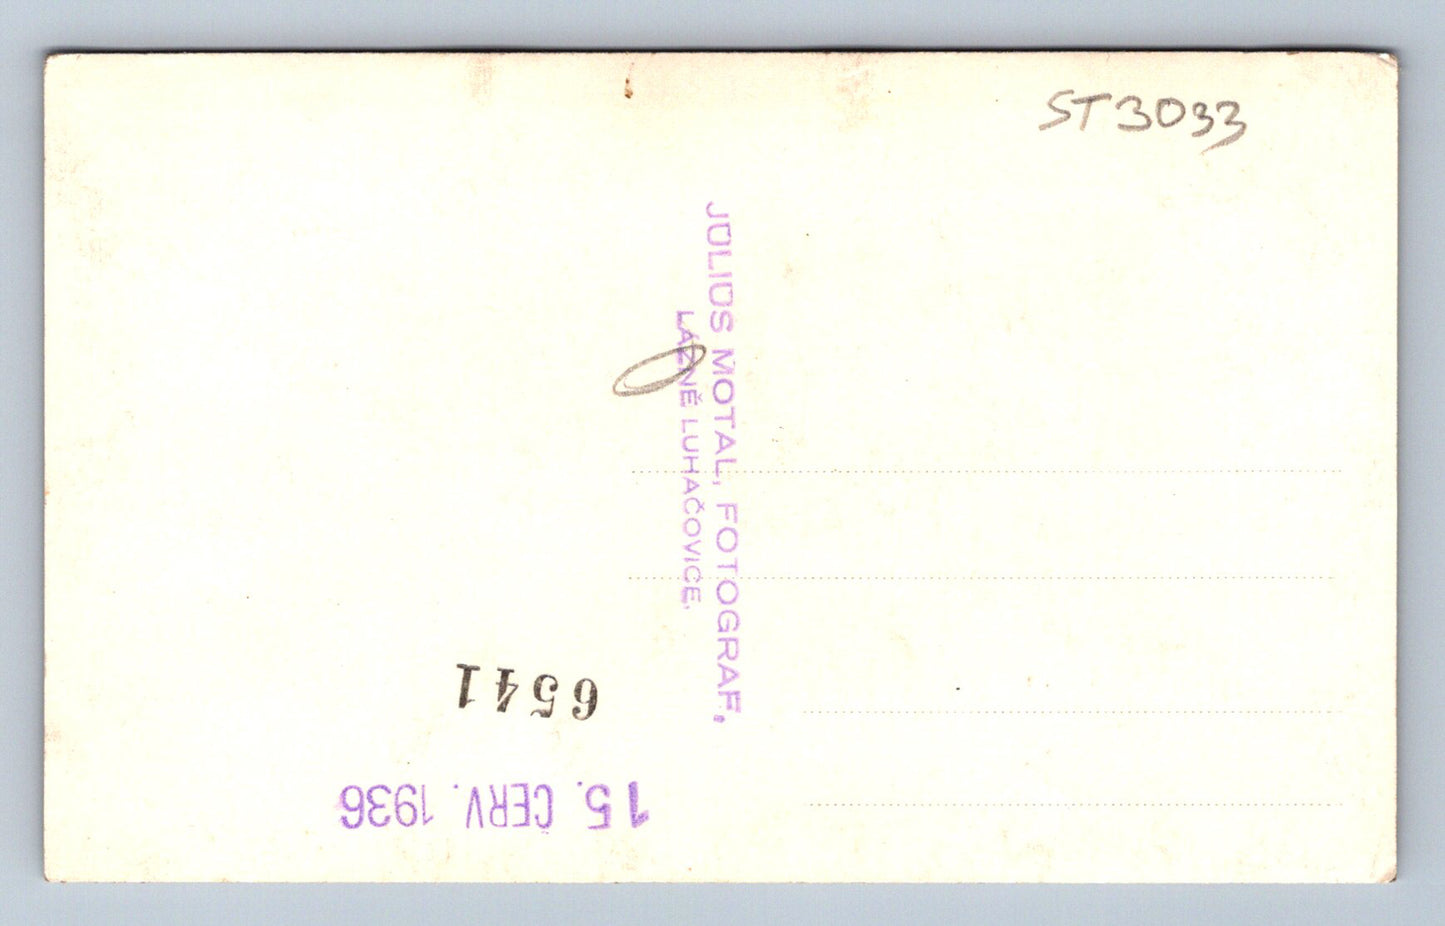 ST3033
JULIUS MOTAL, FOTOGRAF,
LÁZNĚ LUHAČOVICE.
6541
15. ČERV. 1936